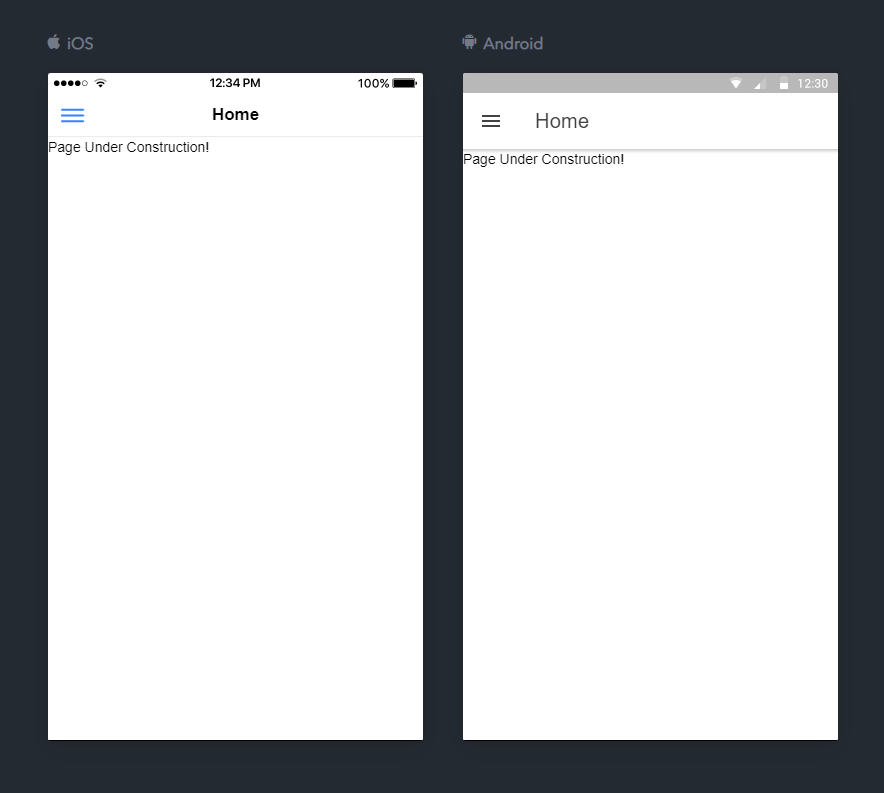 iOS
12:34 PM
100%
Home
Page Under Construction!
Android
12:30
Home
Page Under Construction!